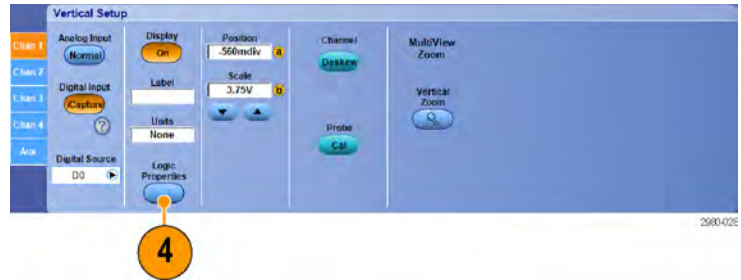 Vertical Setup
Chan 1
Chan 2
Chan 3
Chan 4
Aux
Analog Input
Normal
Digital Input
iCapture
?
Digital Source
D0
Display
On
Label
Units
None
Logic
Properties
Position
-560mdiv
a
Scale
3.75V
b
Channel
Deskew
Probe
Cal
MultiView
Zoom
Vertical
Zoom
4
2980-028